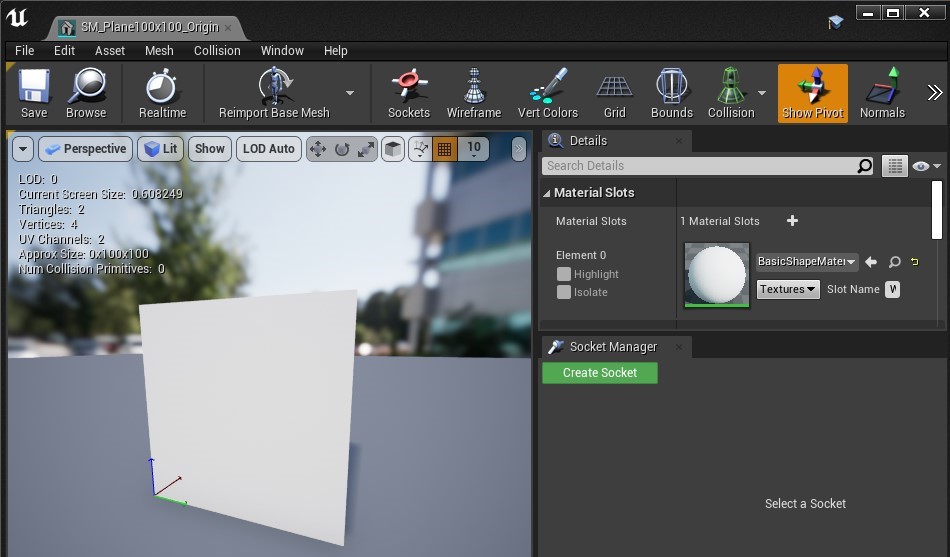 SM_Plane100x100_Origin
File Edit Asset Mesh Collision Window Help
Save Browse Realtime Reimport Base Mesh Sockets Wireframe Vert Colors Grid Bounds Collision Show Pivot Normals
Perspective Lit Show LOD Auto 10
LOD: 0
Current Screen Size: 0.608249
Triangles: 2
Vertices: 4
UV Channels: 2
Approx Size: 0x100x100
Num Collision Primitives: 0
Details
Search Details
Material Slots
Material Slots 1 Material Slots
Element 0
Highlight
Isolate
BasicShapeMater
Textures Slot Name W
Socket Manager
Create Socket
Select a Socket